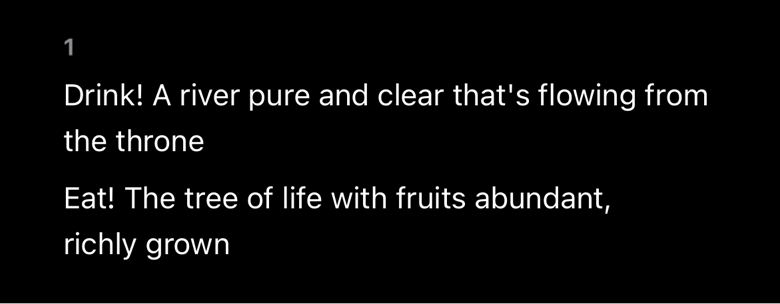 1
Drink! A river pure and clear that's flowing from
the throne
Eat! The tree of life with fruits abundant,
richly grown